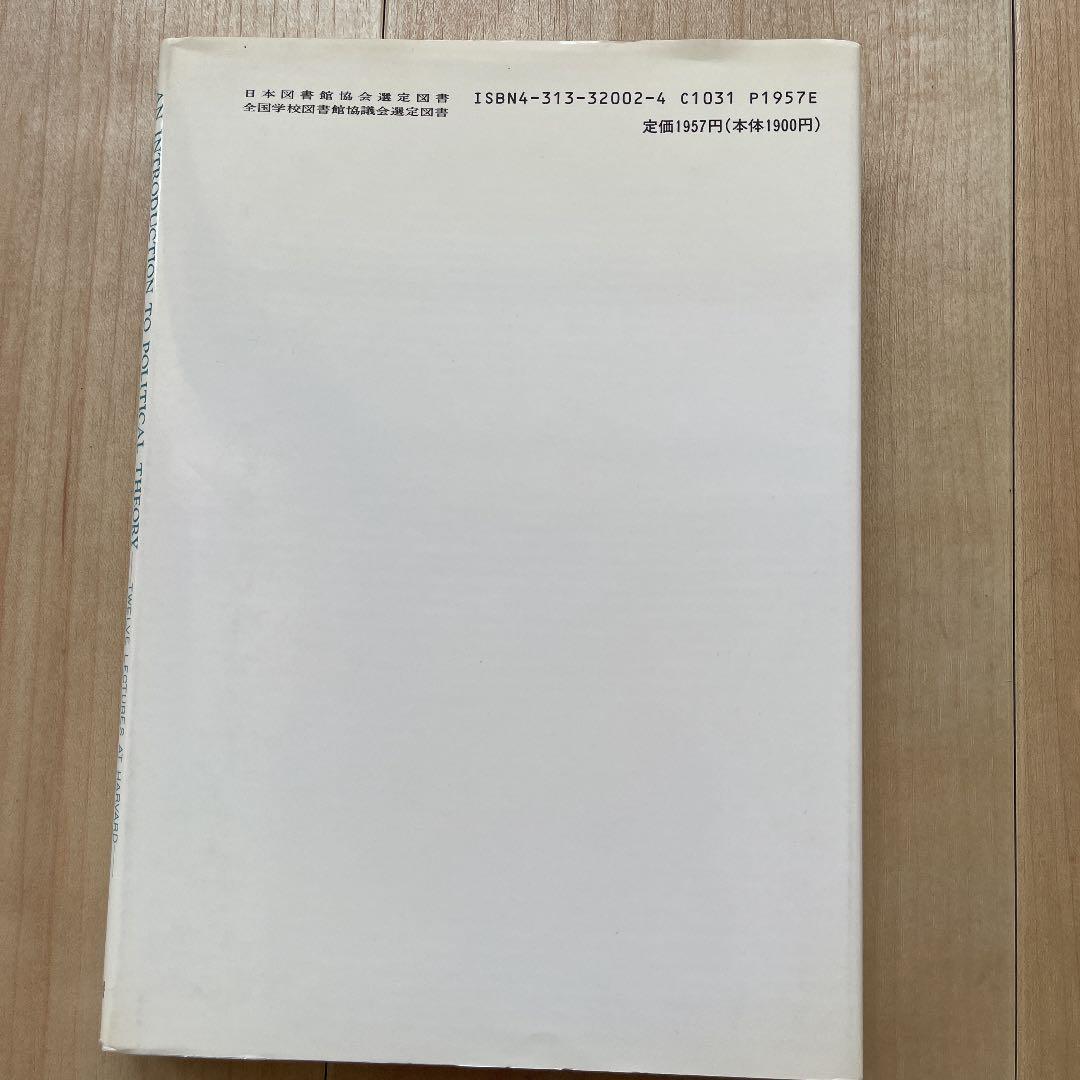 日本図書館協会選定図書
全国学校図書館協議会選定図書
ISBN4-313-32002-4 C1031 P1957E
定価1957円(本体1900円)
AN INTRODUCTION TO POLITICAL THEORY
TWELVE LECTURES AT HARVARD